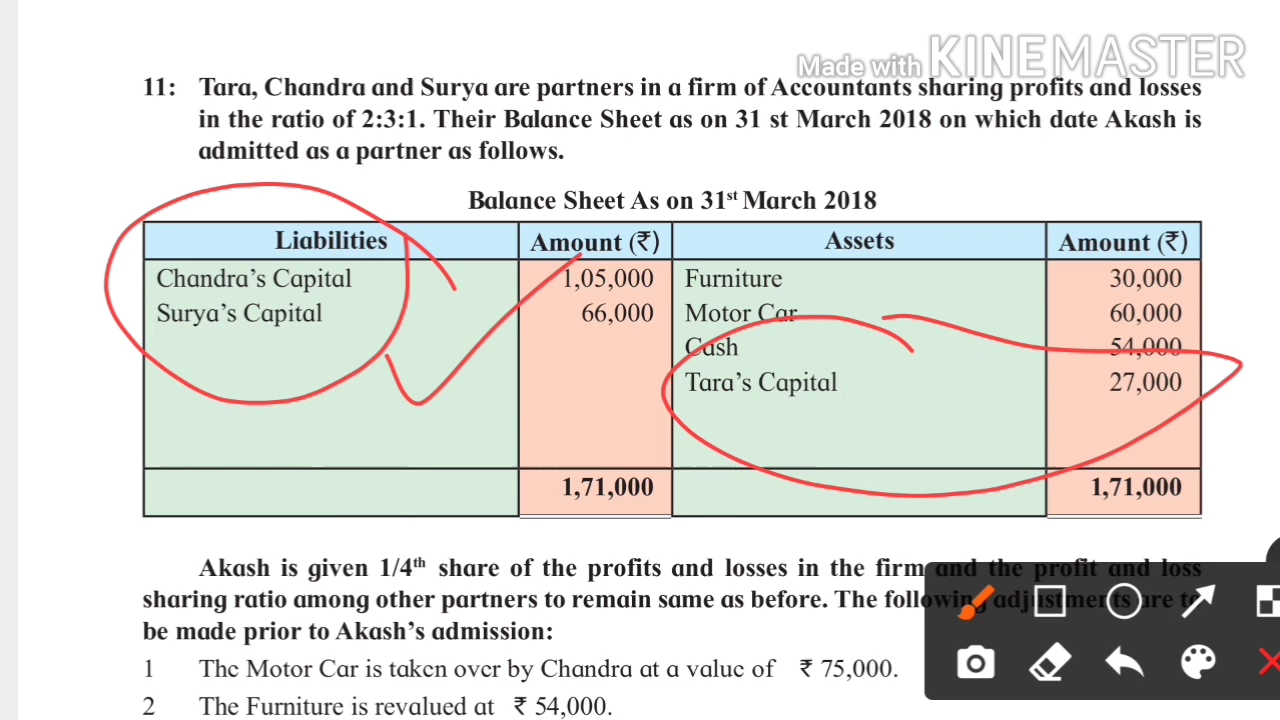 Made with KINEMASTER
11: Tara, Chandra and Surya are partners in a firm of Accountants sharing profits and losses
in the ratio of 2:3:1. Their Balance Sheet as on 31 st March 2018 on which date Akash is
admitted as a partner as follows.
Balance Sheet As on 31st March 2018
Liabilities Amount (₹) Assets Amount (₹)
Chandra's Capital 1,05,000 Furniture 30,000
Surya's Capital 66,000 Motor Car 60,000
Cash 54,000
Tara's Capital 27,000
1,71,000 1,71,000
Akash is given 1/4th share of the profits and losses in the firm and the profit and loss
sharing ratio among other partners to remain same as before. The following adjustments are to
be made prior to Akash's admission:
1 The Motor Car is taken over by Chandra at a value of ₹ 75,000.
2 The Furniture is revalued at ₹ 54,000.